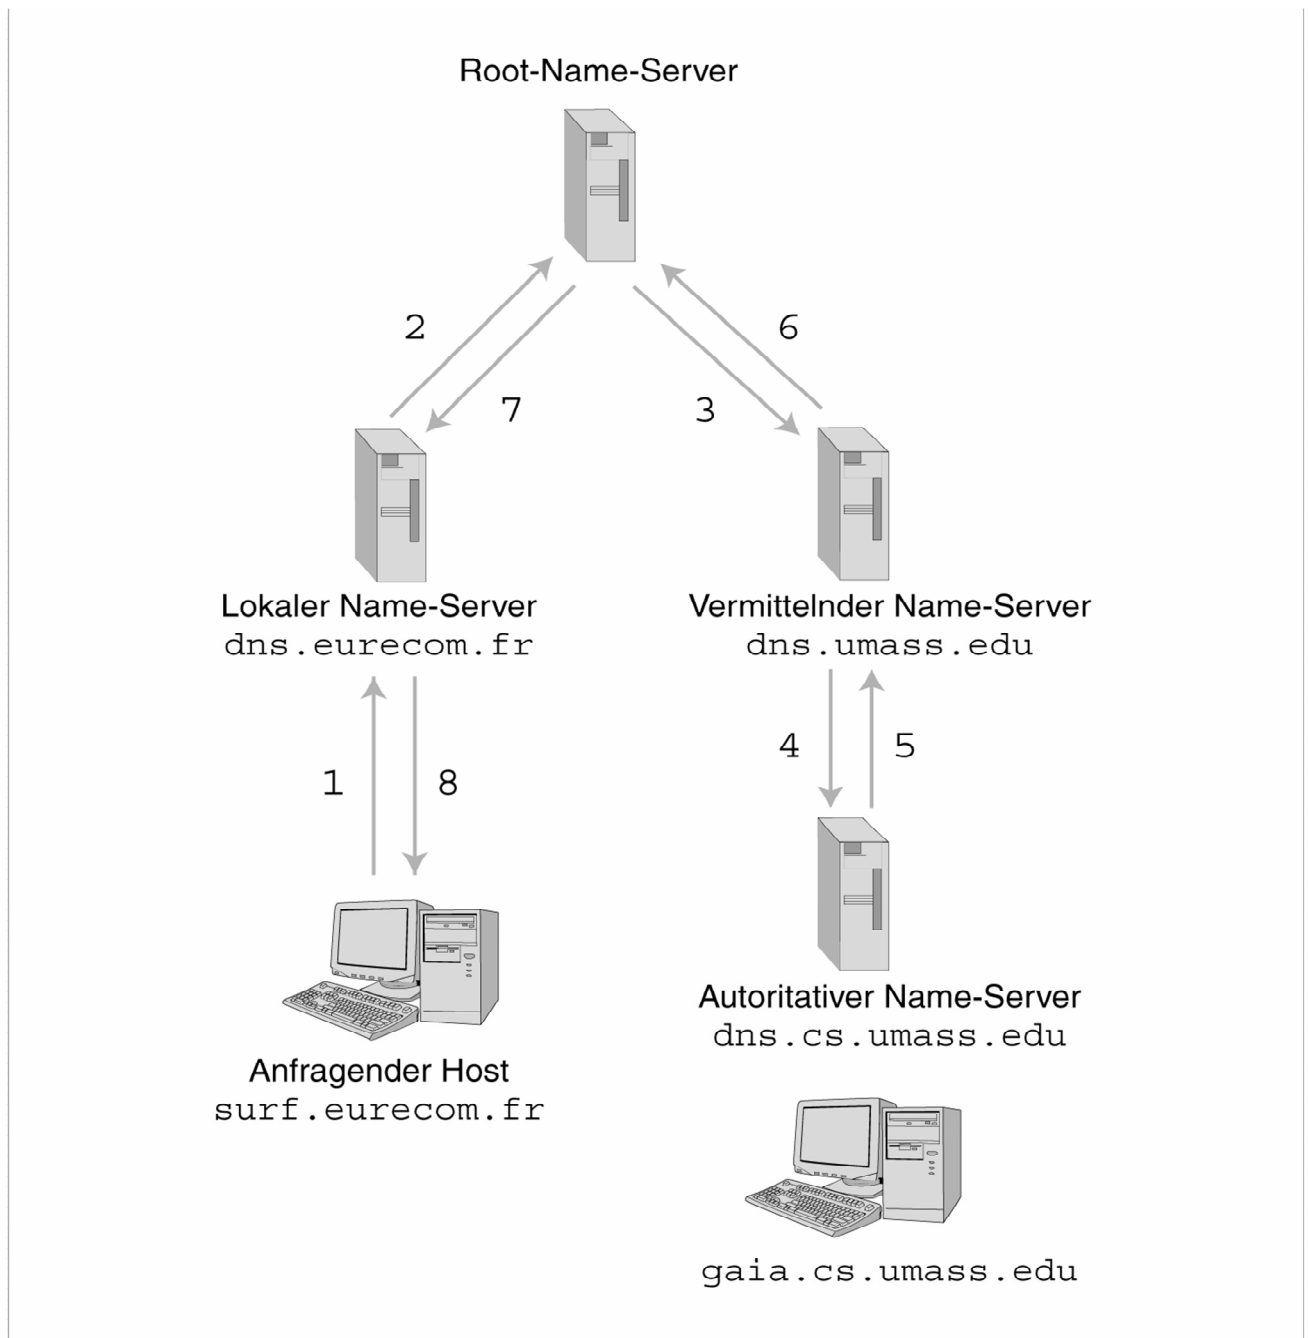 Root-Name-Server
2
6
7
3
Lokaler Name-Server
dns.eurecom.fr
Vermittelnder Name-Server
dns.umass.edu
4
5
1
8
Autoritativer Name-Server
dns.cs.umass.edu
Anfragender Host
surf.eurecom.fr
gaia.cs.umass.edu